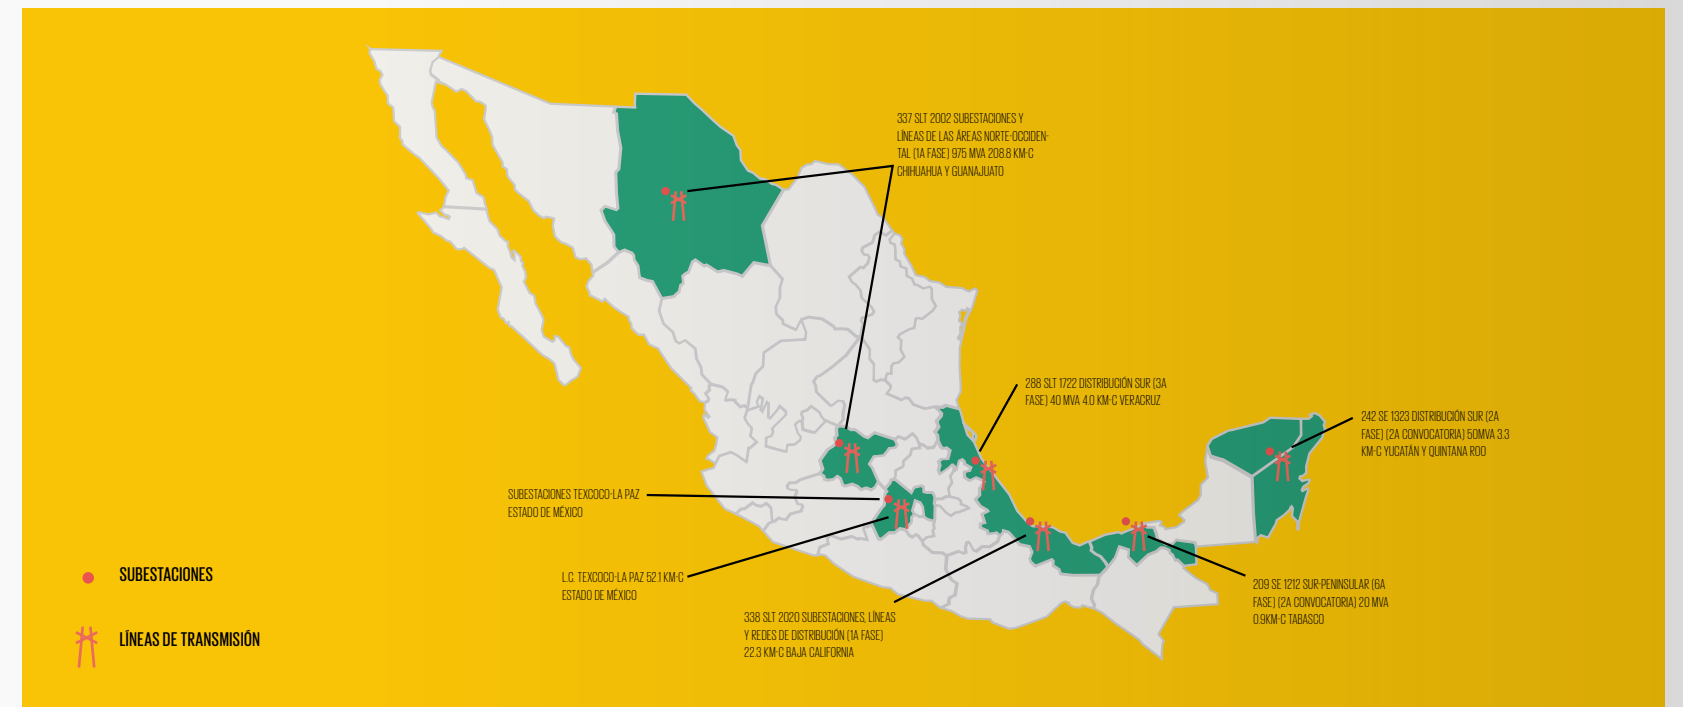 337 SLT 2002 SUBESTACIONES Y
LÍNEAS DE LAS ÁREAS NORTE-OCCIDEN-
TAL (1A FASE) 975 MVA 208.8 KM-C
CHIHUAHUA Y GUANAJUATO
288 SLT 1722 DISTRIBUCIÓN SUR (3A
FASE) 40 MVA 4.0 KM-C VERACRUZ
242 SE 1323 DISTRIBUCIÓN SUR (2A
FASE) (2A CONVOCATORIA) 50MVA 3.3
KM-C YUCATÁN Y QUINTANA ROO
SUBESTACIONES TEXCOCO-LA PAZ
ESTADO DE MÉXICO
L.C. TEXCOCO-LA PAZ 52.1 KM-C
ESTADO DE MÉXICO
338 SLT 2020 SUBESTACIONES, LÍNEAS
Y REDES DE DISTRIBUCIÓN (1A FASE)
22.3 KM-C BAJA CALIFORNIA
209 SE 1212 SUR-PENINSULAR (6A
FASE) (2A CONVOCATORIA) 20 MVA
0.9KM-C TABASCO
SUBESTACIONES
LÍNEAS DE TRANSMISIÓN